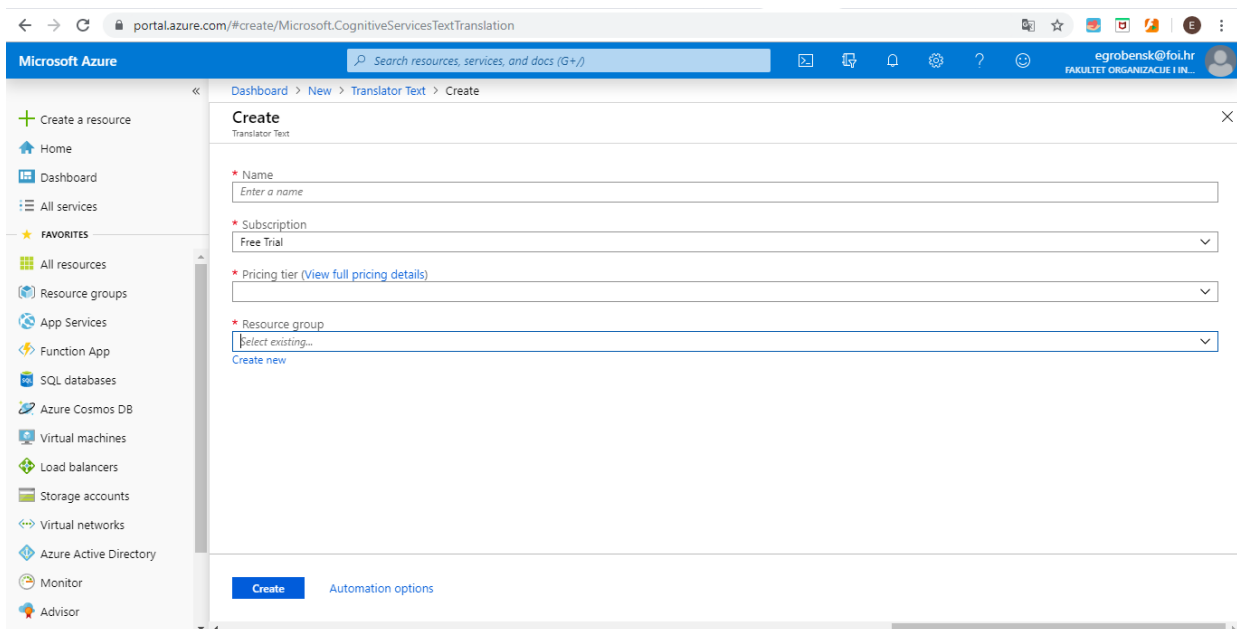 portal.azure.com/#create/Microsoft.CognitiveServicesTextTranslation
E
Microsoft Azure
Search resources, services, and docs (G+/)
egrobensk@foi.hr
FAKULTET ORGANIZACIJE I IN...
Dashboard > New > Translator Text > Create
Create
Translator Text
Create a resource
Home
Dashboard
All services
FAVORITES
All resources
Resource groups
App Services
Function App
SQL databases
Azure Cosmos DB
Virtual machines
Load balancers
Storage accounts
Virtual networks
Azure Active Directory
Monitor
Advisor
* Name
Enter a name
* Subscription
Free Trial
* Pricing tier (View full pricing details)
* Resource group
Select existing...
Create new
Create
Automation options